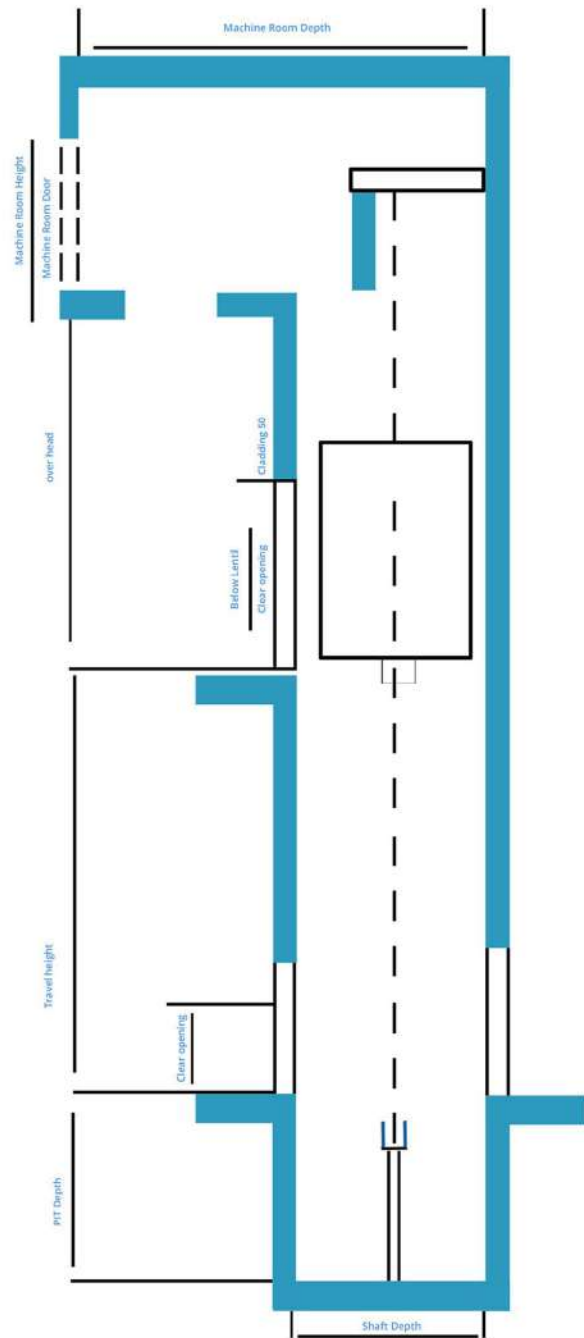 Machine Room Depth
Machine Room Height
Machine Room Door
over head
Cladding 50
Below Lentil
Clear opening
Travel height
Clear opening
PIT Depth
Shaft Depth